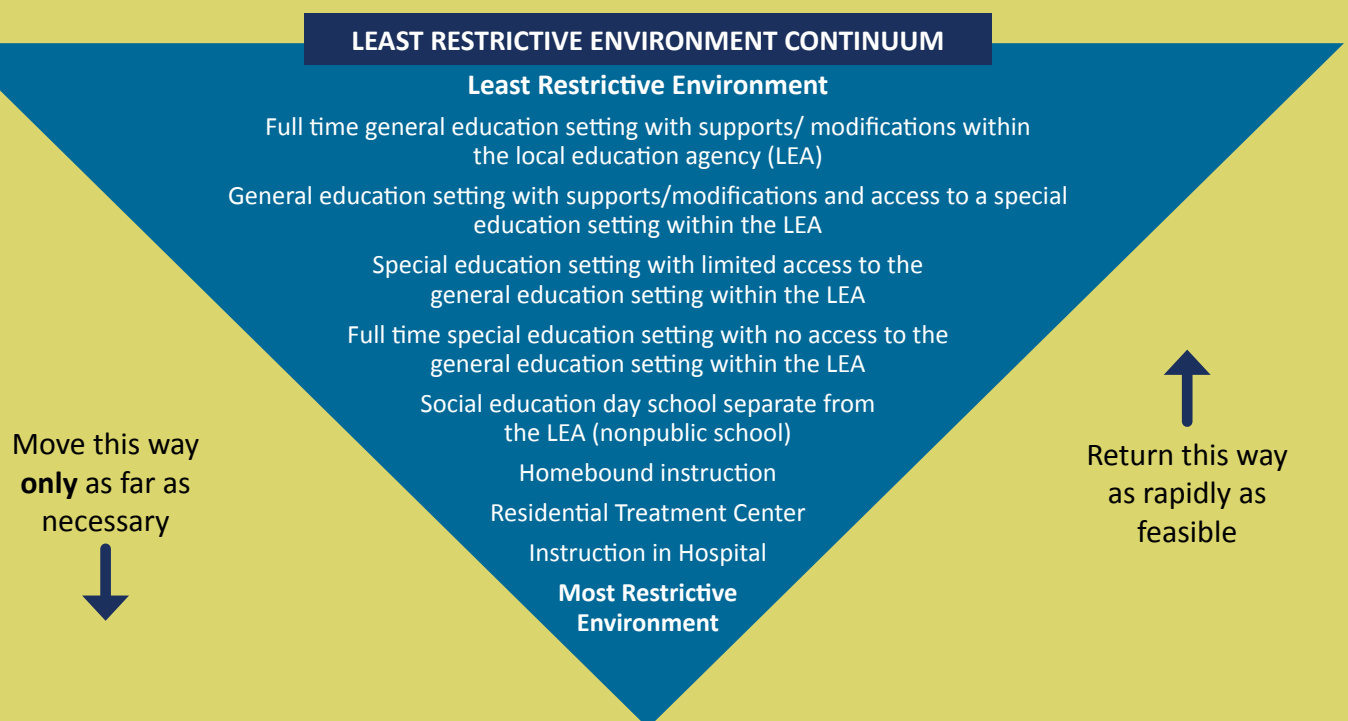 LEAST RESTRICTIVE ENVIRONMENT CONTINUUM
Least Restrictive Environment
Full time general education setting with supports/ modifications within
the local education agency (LEA)
General education setting with supports/modifications and access to a special
education setting within the LEA
Special education setting with limited access to the
general education setting within the LEA
Full time special education setting with no access to the
general education setting within the LEA
Social education day school separate from
the LEA (nonpublic school)
Homebound instruction
Residential Treatment Center
Instruction in Hospital
Most Restrictive
Environment
Move this way
only as far as
necessary
Return this way
as rapidly as
feasible